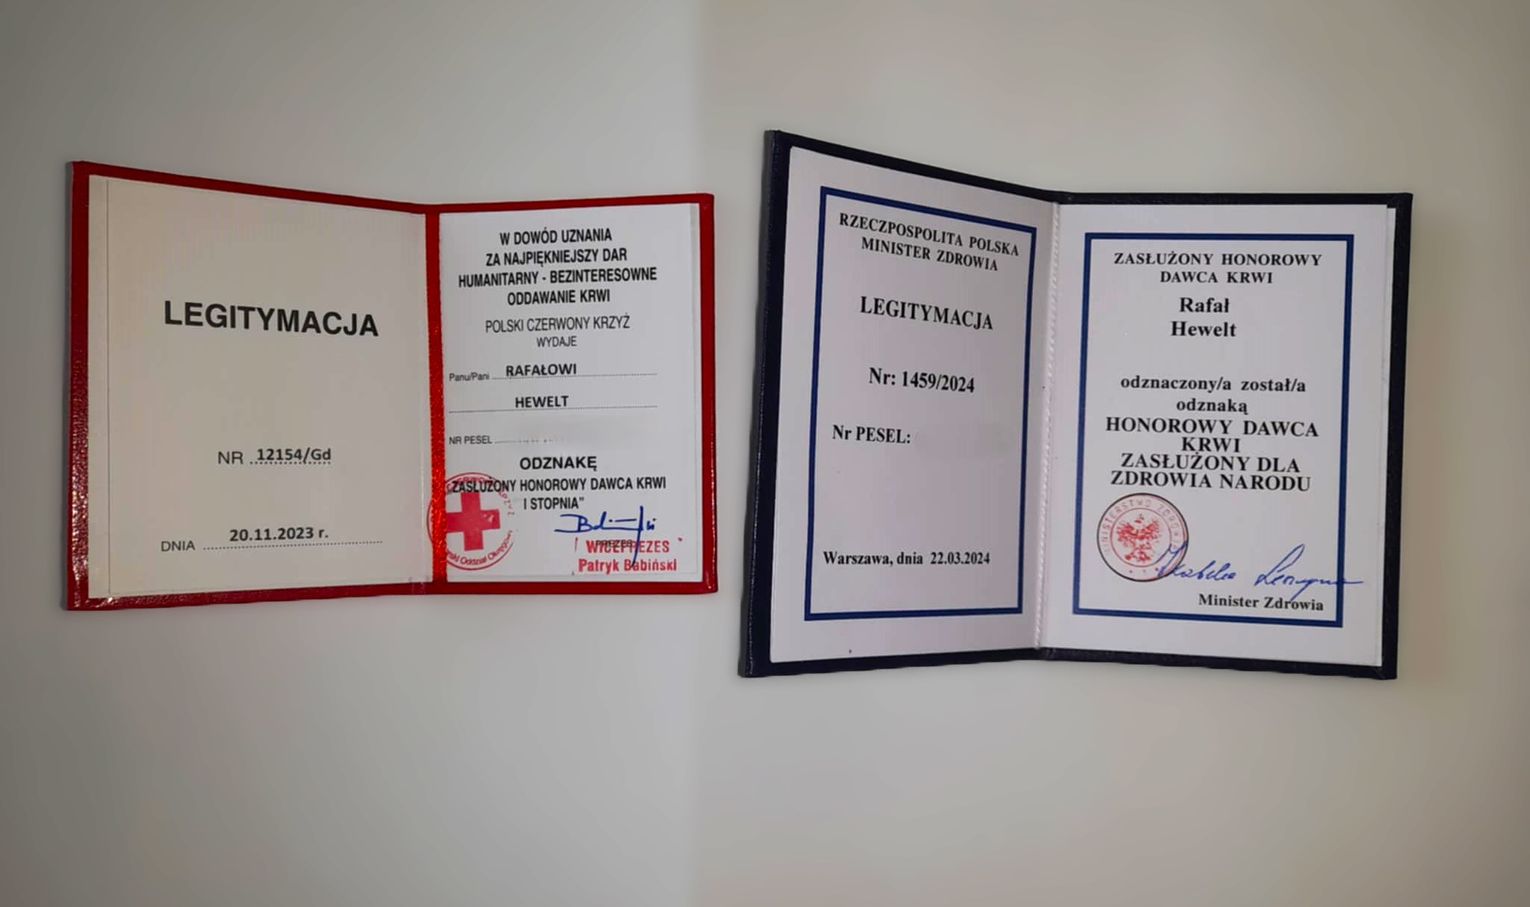 LEGITYMACJA
NR 12154/Gd
DNIA 20.11.2023 r.
W DOWÓD UZNANIA
ZA NAJPIĘKNIEJSZY DAR
HUMANITARNY - BEZINTERESOWNE
ODDAWANIE KRWI
POLSKI CZERWONY KRZYŻ
WYDAJE
Panu/Pani RAFAŁOWI
HEWELT
NR PESEL
ODZNAKĘ
ZASŁUŻONY HONOROWY DAWCA KRWI
I STOPNIA"
PREZES
WICEPREZES
Patryk Babiński
RZECZPOSPOLITA POLSKA
MINISTER ZDROWIA
LEGITYMACJA
Nr: 1459/2024
Nr PESEL:
Warszawa, dnia 22.03.2024
ZASŁUŻONY HONOROWY
DAWCA KRWI
Rafał
Hewelt
odznaczony/a został/a
odznaką
HONOROWY DAWCA
KRWI
ZASŁUŻONY DLA
ZDROWIA NARODU
MINISTERSTWO ZDROWIA
Minister Zdrowia